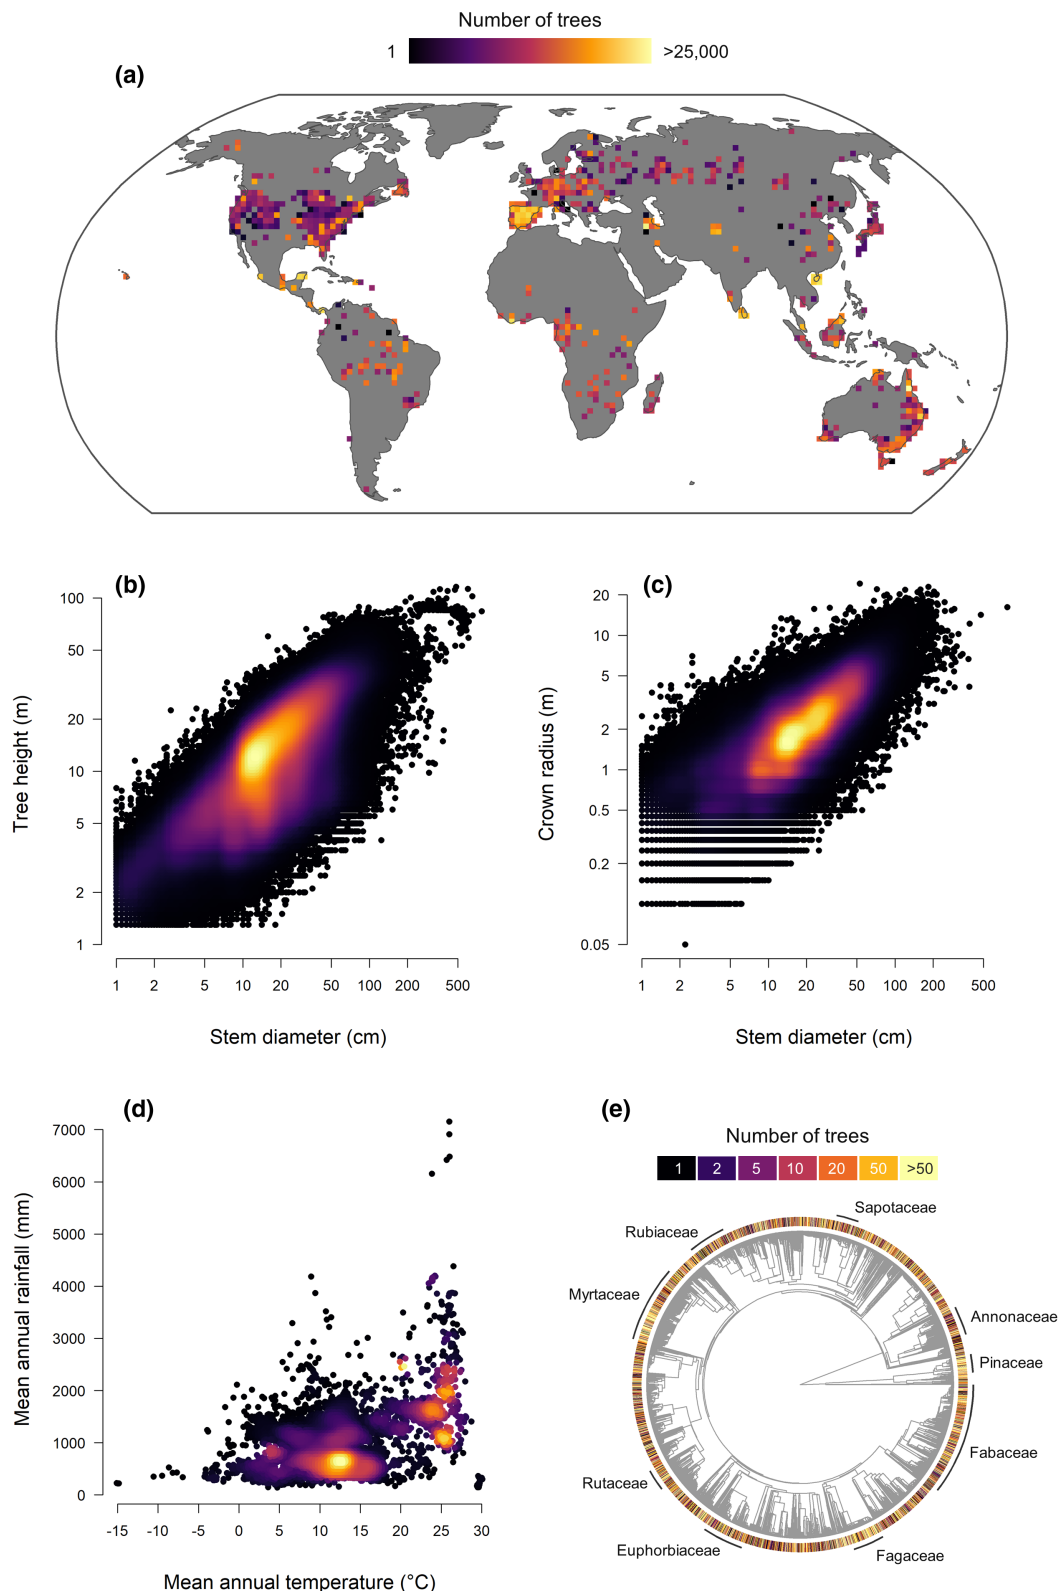 Number of trees
1 >25,000
(a)
(b)
100
50
20
10
5
2
1
Tree height (m)
1 2 5 10 20 50 100 200 500
Stem diameter (cm)
(c)
20
10
5
2
1
0.5
0.2
0.05
Crown radius (m)
1 2 5 10 20 50 100 200 500
Stem diameter (cm)
(d)
7000
6000
5000
4000
3000
2000
1000
0
Mean annual rainfall (mm)
-15 -10 -5 0 5 10 15 20 25 30
Mean annual temperature (°C)
(e)
Number of trees
1 2 5 10 20 50 >50
Sapotaceae
Rubiaceae
Myrtaceae
Annonaceae
Pinaceae
Fabaceae
Rutaceae
Euphorbiaceae
Fagaceae